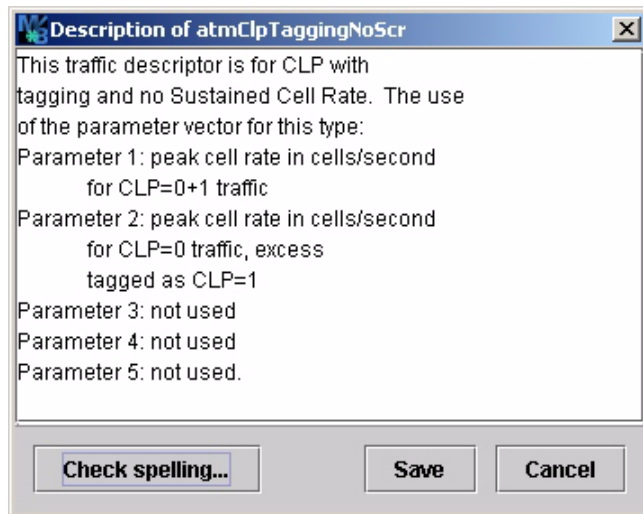 Description of atmClpTaggingNoScr
This traffic descriptor is for CLP with
tagging and no Sustained Cell Rate.  The use
of the parameter vector for this type:
Parameter 1: peak cell rate in cells/second
for CLP=0+1 traffic
Parameter 2: peak cell rate in cells/second
for CLP=0 traffic, excess
tagged as CLP=1
Parameter 3: not used
Parameter 4: not used
Parameter 5: not used.
Check spelling... Save Cancel